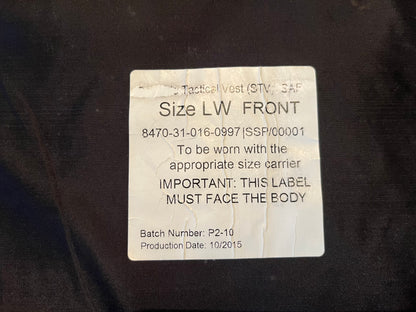 Tactical Vest (STV) SAP
Size LW FRONT
8470-31-016-0997|SSP/00001
To be worn with the
appropriate size carrier
IMPORTANT: THIS LABEL
MUST FACE THE BODY
Batch Number: P2-10
Production Date: 10/2015